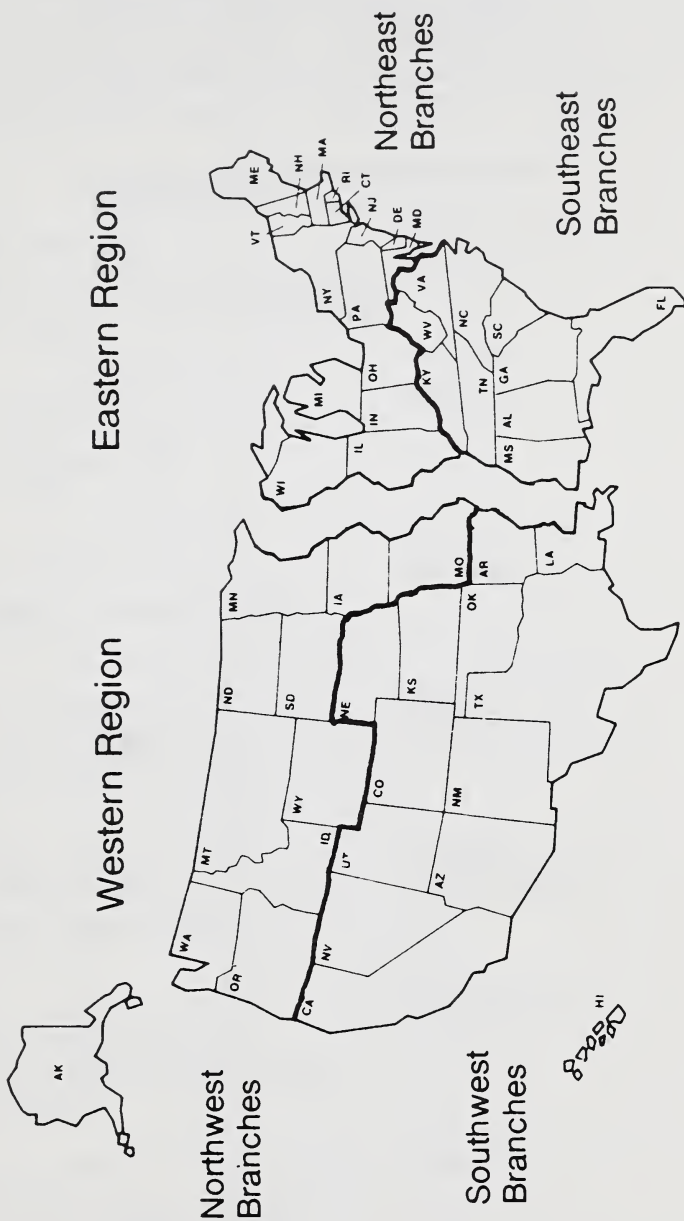 Western Region
Eastern Region
Northwest
Branches
Southwest
Branches
Northeast
Branches
Southeast
Branches
AK
WA
OR
MT
ID
WY
ND
SD
MN
IA
MO
CA
NV
UT
CO
NE
KS
AZ
NM
TX
OK
AR
LA
HI
WI
MI
IL
IN
OH
PA
NY
VT
ME
NH
MA
RI
CT
NJ
DE
MD
KY
WV
VA
TN
NC
SC
MS
AL
GA
FL